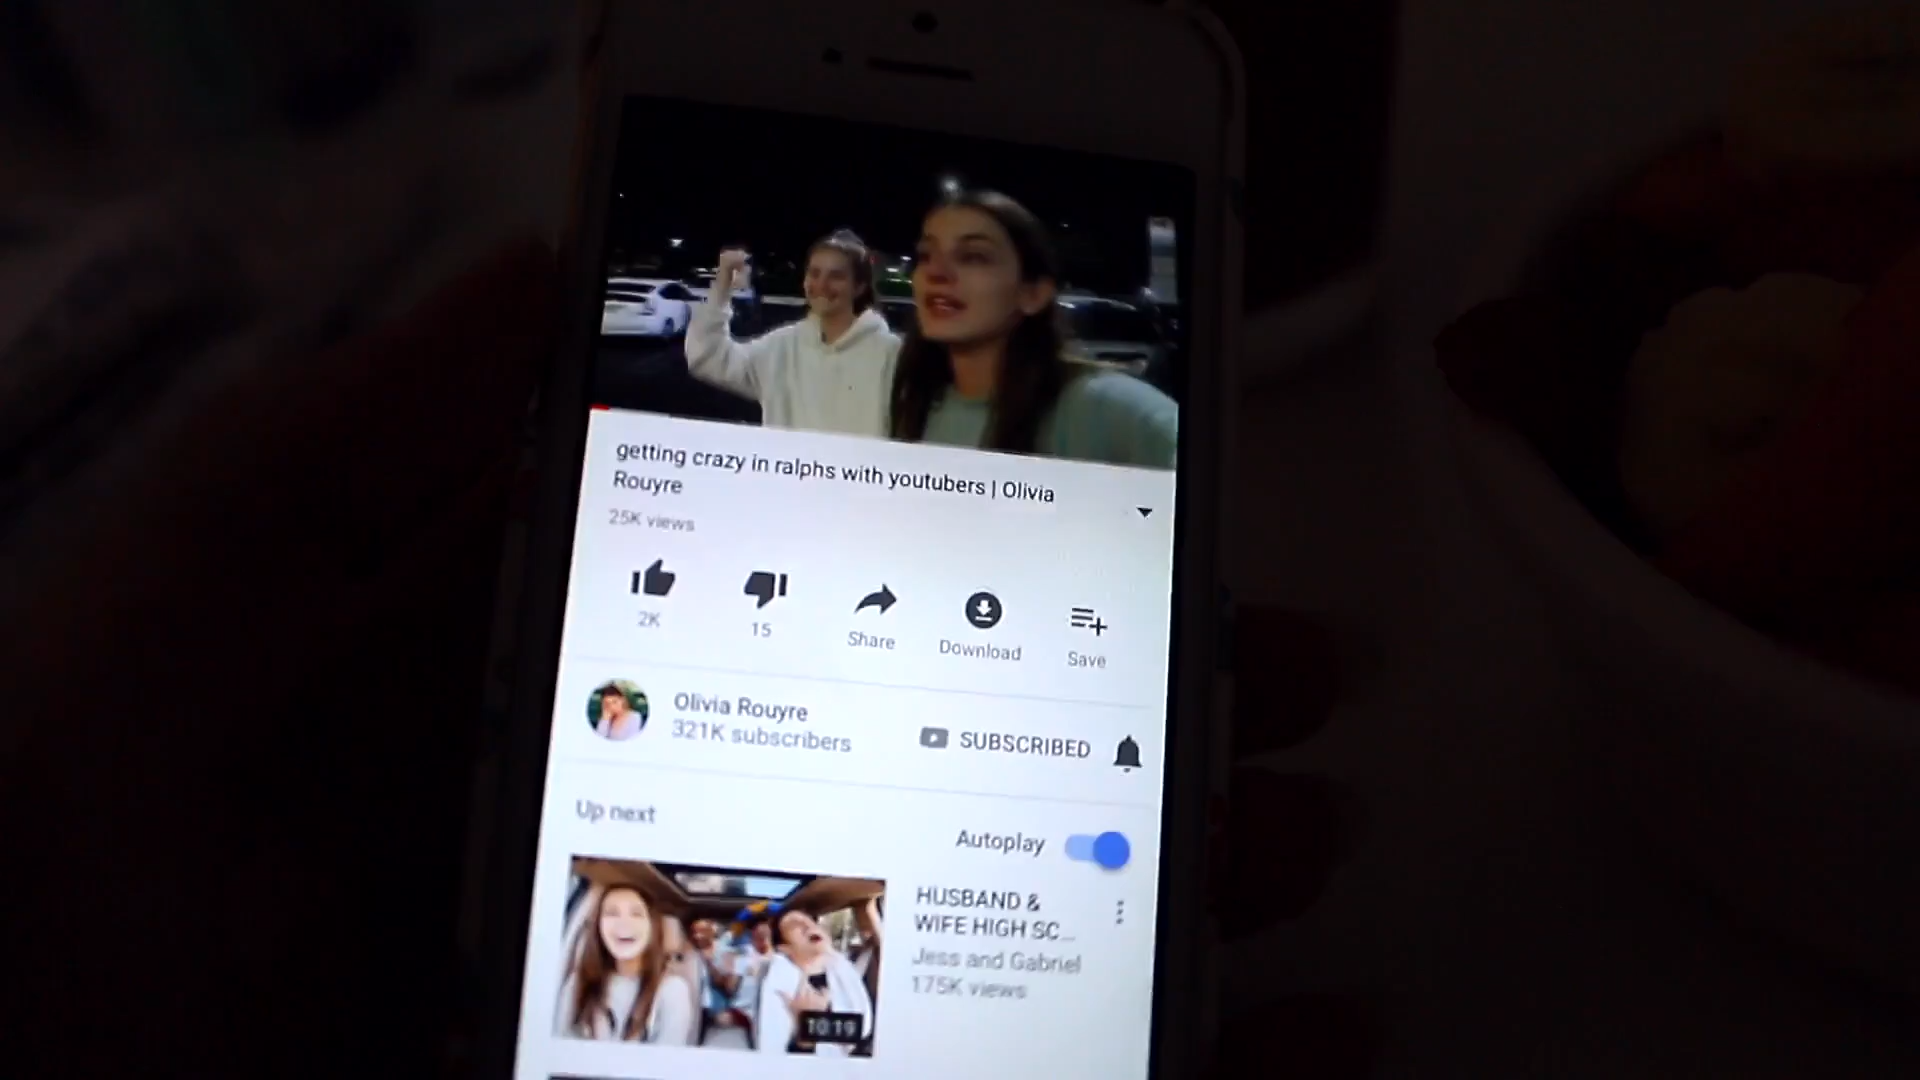 getting crazy in ralphs with youtubers | Olivia
Rouyre
25K views
2K
15
Share
Download
Save
Olivia Rouyre
321K subscribers
SUBSCRIBED
Up next
Autoplay
HUSBAND &
WIFE HIGH SC...
Jess and Gabriel
175K views
10:19